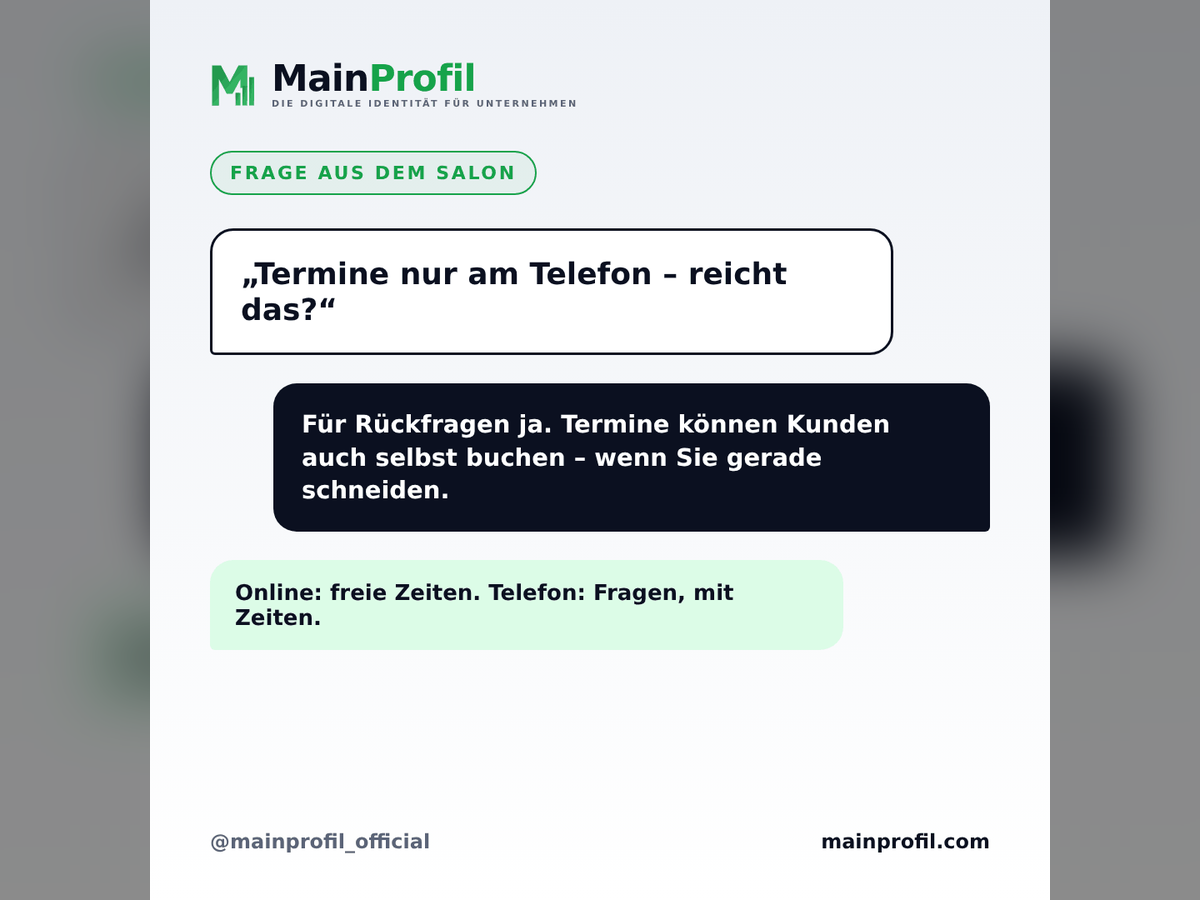 MainProfil
DIE DIGITALE IDENTITÄT FÜR UNTERNEHMEN
FRAGE AUS DEM SALON
„Termine nur am Telefon – reicht
das?“
Für Rückfragen ja. Termine können Kunden
auch selbst buchen – wenn Sie gerade
schneiden.
Online: freie Zeiten. Telefon: Fragen, mit
Zeiten.
@mainprofil_official
mainprofil.com